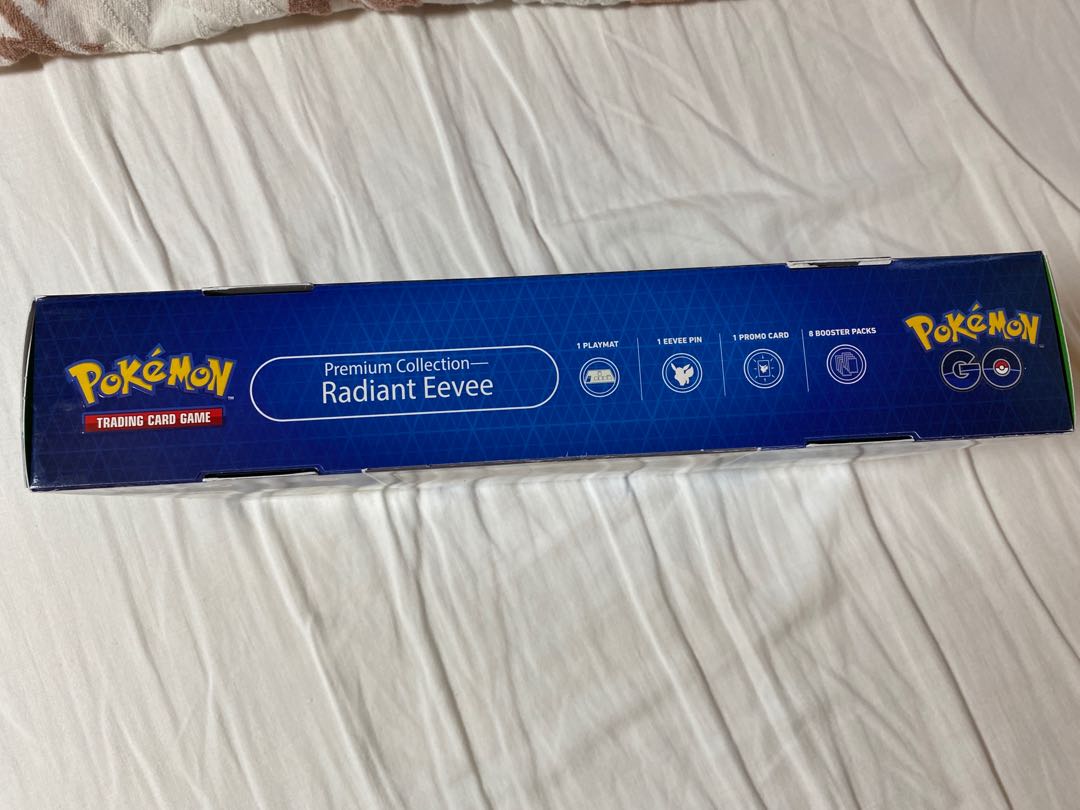 POKÉMON
TRADING CARD GAME
Premium Collection—
Radiant Eevee
1 PLAYMAT
1 EEVEE PIN
1 PROMO CARD
8 BOOSTER PACKS
POKÉMON
GO